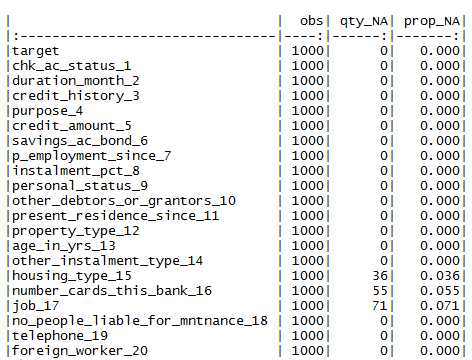 |                               |  obs| qty_NA| prop_NA|
|:------------------------------|----:|------:|-------:|
|target                         | 1000|      0|   0.000|
|chk_ac_status_1                | 1000|      0|   0.000|
|duration_month_2               | 1000|      0|   0.000|
|credit_history_3               | 1000|      0|   0.000|
|purpose_4                      | 1000|      0|   0.000|
|credit_amount_5                | 1000|      0|   0.000|
|savings_ac_bond_6              | 1000|      0|   0.000|
|p_employment_since_7           | 1000|      0|   0.000|
|instalment_pct_8               | 1000|      0|   0.000|
|personal_status_9              | 1000|      0|   0.000|
|other_debtors_or_grantors_10   | 1000|      0|   0.000|
|present_residence_since_11     | 1000|      0|   0.000|
|property_type_12               | 1000|      0|   0.000|
|age_in_yrs_13                  | 1000|      0|   0.000|
|other_instalment_type_14       | 1000|      0|   0.000|
|housing_type_15                | 1000|     36|   0.036|
|number_cards_this_bank_16      | 1000|     55|   0.055|
|job_17                         | 1000|     71|   0.071|
|no_people_liable_for_mntnance_18 | 1000|      0|   0.000|
|telephone_19                   | 1000|      0|   0.000|
|foreign_worker_20              | 1000|      0|   0.000|